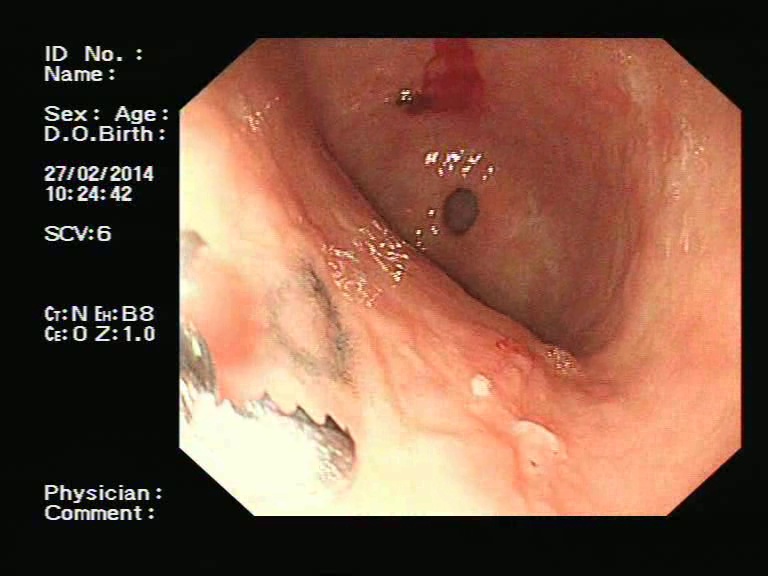 ID No. :
Name:
Sex: Age:
D.O.Birth:
27/02/2014
10:24:42
SCV:6
CT:N EH:B8
CE:0 Z:1.0
Physician:
Comment: